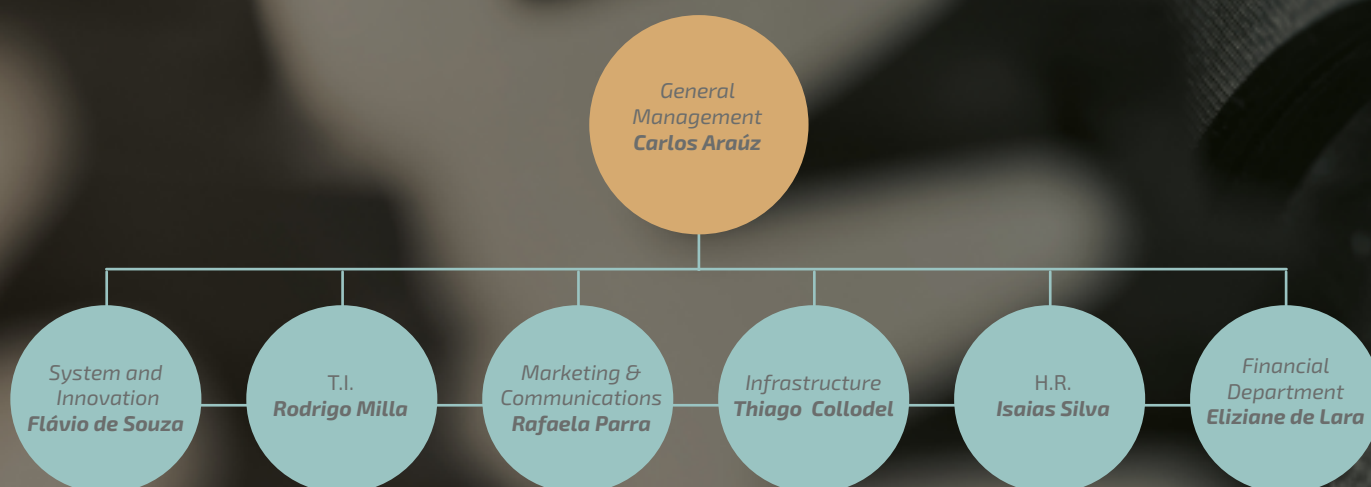 General
Management
Carlos Araúz
System and
Innovation
Flávio de Souza
T.I.
Rodrigo Milla
Marketing &
Communications
Rafaela Parra
Infrastructure
Thiago Collodel
H.R.
Isaias Silva
Financial
Department
Eliziane de Lara